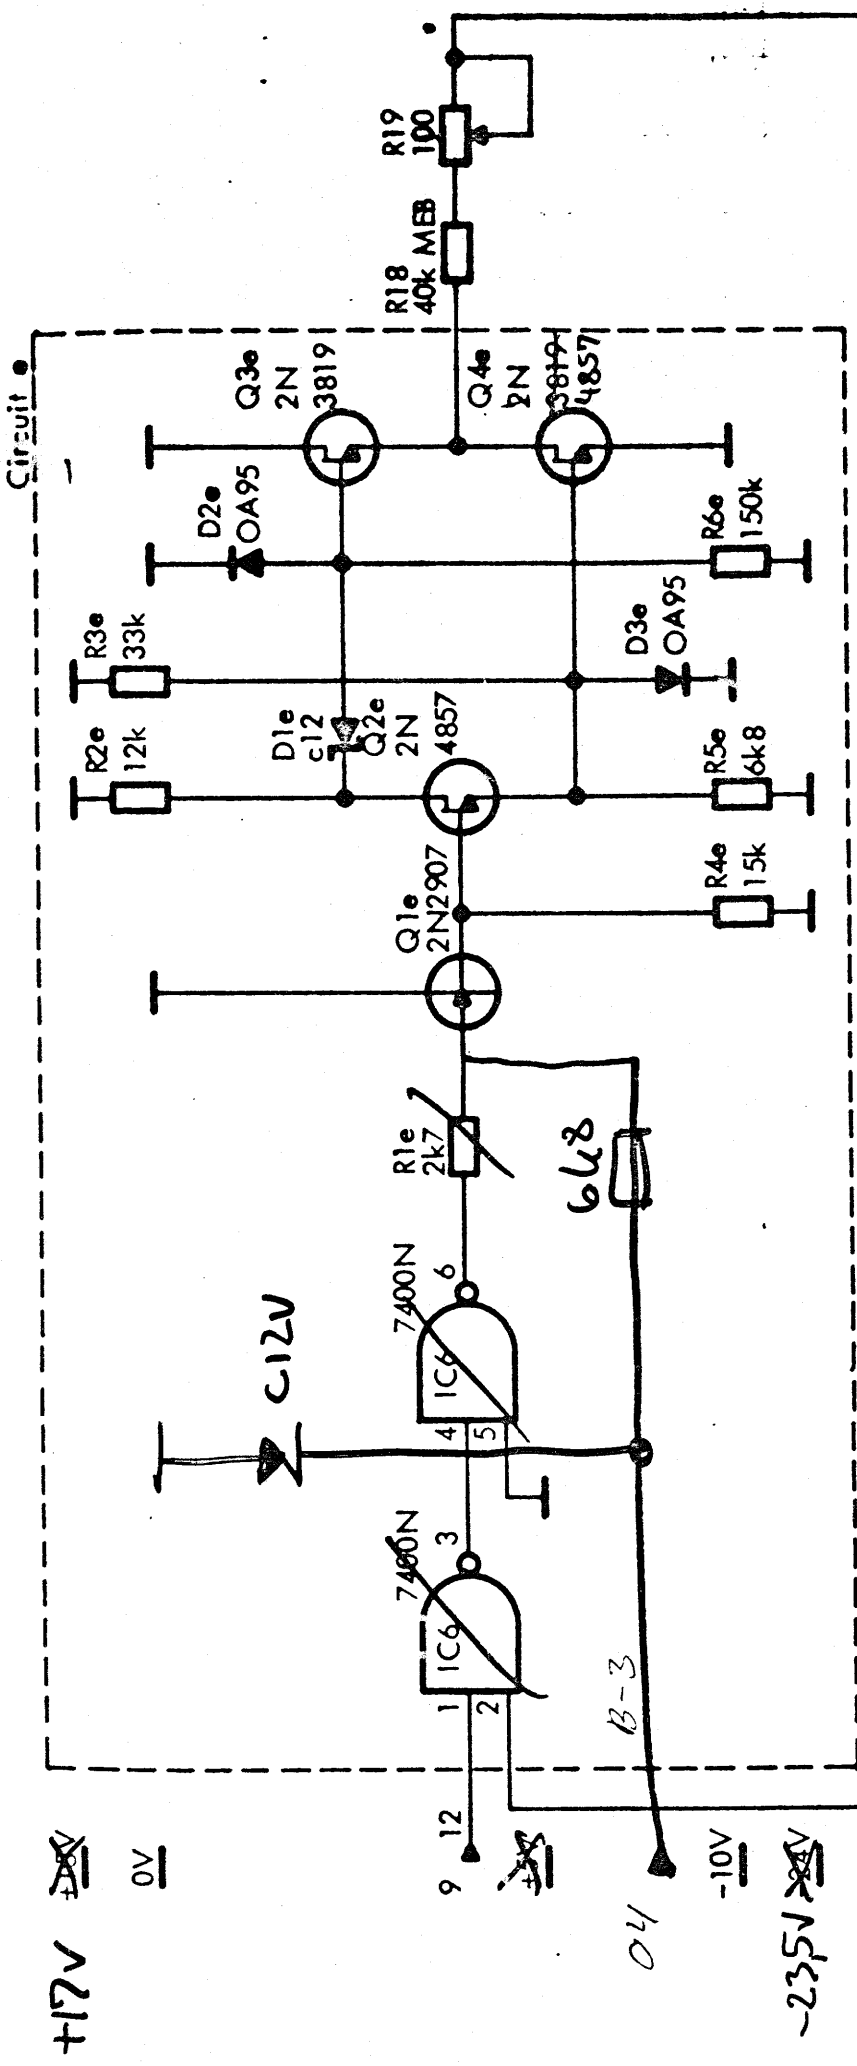 Circuit e
R19
100
R18
40k MEB
Q3e
2N
3819
Q4e
2N
3819
4857
D2e
OA95
R6e
150k
R3e
33k
D3e
OA95
R2e
12k
D1e
c12
Q2e
2N
4857
R5e
6k8
Q1e
2N2907
R4e
15k
R1e
2k7
6k8
7400N
IC6
6
4
5
C12V
7400N
IC6
3
1
2
B-3
9
12
04
+17V
0V
-10V
-23,5V